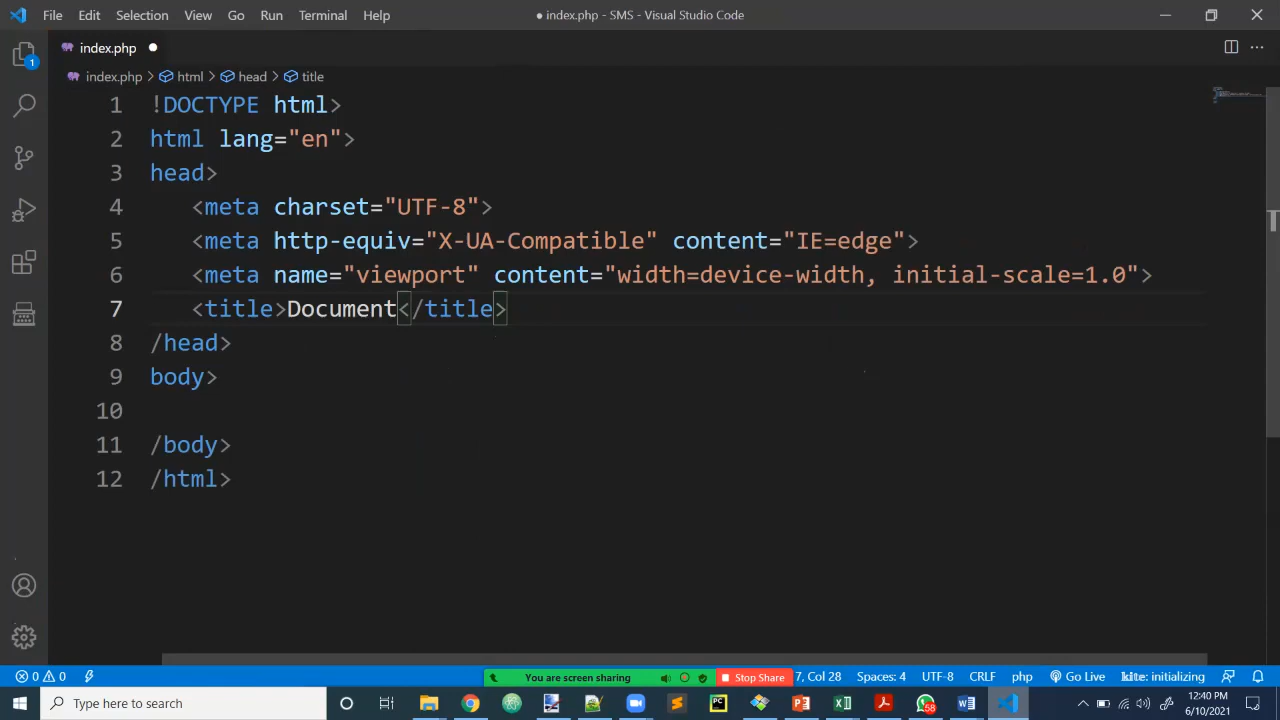 File Edit Selection View Go Run Terminal Help ● index.php - SMS - Visual Studio Code
index.php
index.php > html > head > title
1 !DOCTYPE html>
2 html lang="en">
3 head>
4 <meta charset="UTF-8">
5 <meta http-equiv="X-UA-Compatible" content="IE=edge">
6 <meta name="viewport" content="width=device-width, initial-scale=1.0">
7 <title>Document</title>
8 /head>
9 body>
10
11 /body>
12 /html>
1
0 0 You are screen sharing Stop Share 7, Col 28 Spaces: 4 UTF-8 CRLF php Go Live kite: initializing
Type here to search PC 58 12:40 PM
6/10/2021